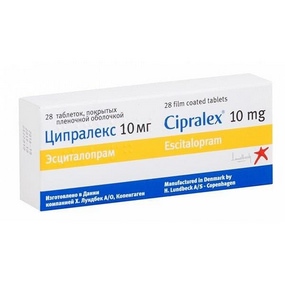 28 таблеток, покрытых
пленочной оболочкой
Ципралекс 10 мг
Эсциталопрам
Изготовлено в Дании
компанией Х. Лундбек А/О, Копенгаген
28 film coated tablets
Cipralex® 10 mg
Escitalopram
Manufactured in Denmark by
H. Lundbeck A/S - Copenhagen